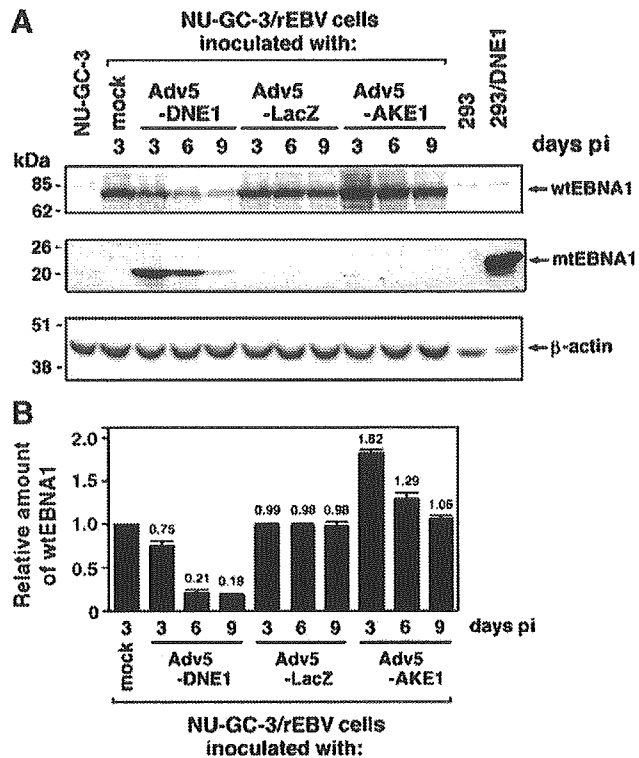 A
NU-GC-3/rEBV cells
inoculated with:
NU-GC-3
mock
Adv5
-DNE1
Adv5
-LacZ
Adv5
-AKE1
293
293/DNE1
3 3 6 9 3 6 9 3 6 9 days pi
kDa
85 -
62 -
wtEBNA1
26 -
20 -
mtEBNA1
51 -
38 -
β-actin
B
Relative amount
of wtEBNA1
2.0
1.5
1.0
0.5
0
0.75
0.21
0.18
0.99
0.98
0.98
1.82
1.29
1.06
3 3 6 9 3 6 9 3 6 9 days pi
mock
Adv5
-DNE1
Adv5
-LacZ
Adv5
-AKE1
NU-GC-3/rEBV cells
inoculated with: